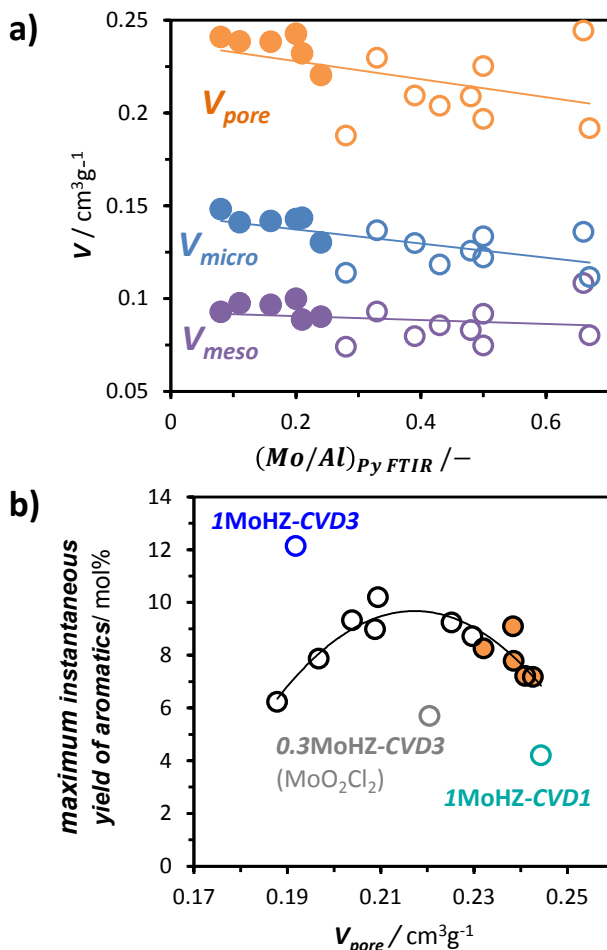 a)
V / cm³g⁻¹
0.25
0.2
0.15
0.1
0.05
V_pore
V_micro
V_meso
0 0.2 0.4 0.6
(Mo/Al)_Py FTIR /−
b)
maximum instantaneous
yield of aromatics/ mol%
14
12
10
8
6
4
2
0
1MoHZ-CVD3
0.3MoHZ-CVD3
(MoO₂Cl₂)
1MoHZ-CVD1
0.17 0.19 0.21 0.23 0.25
V_pore / cm³g⁻¹